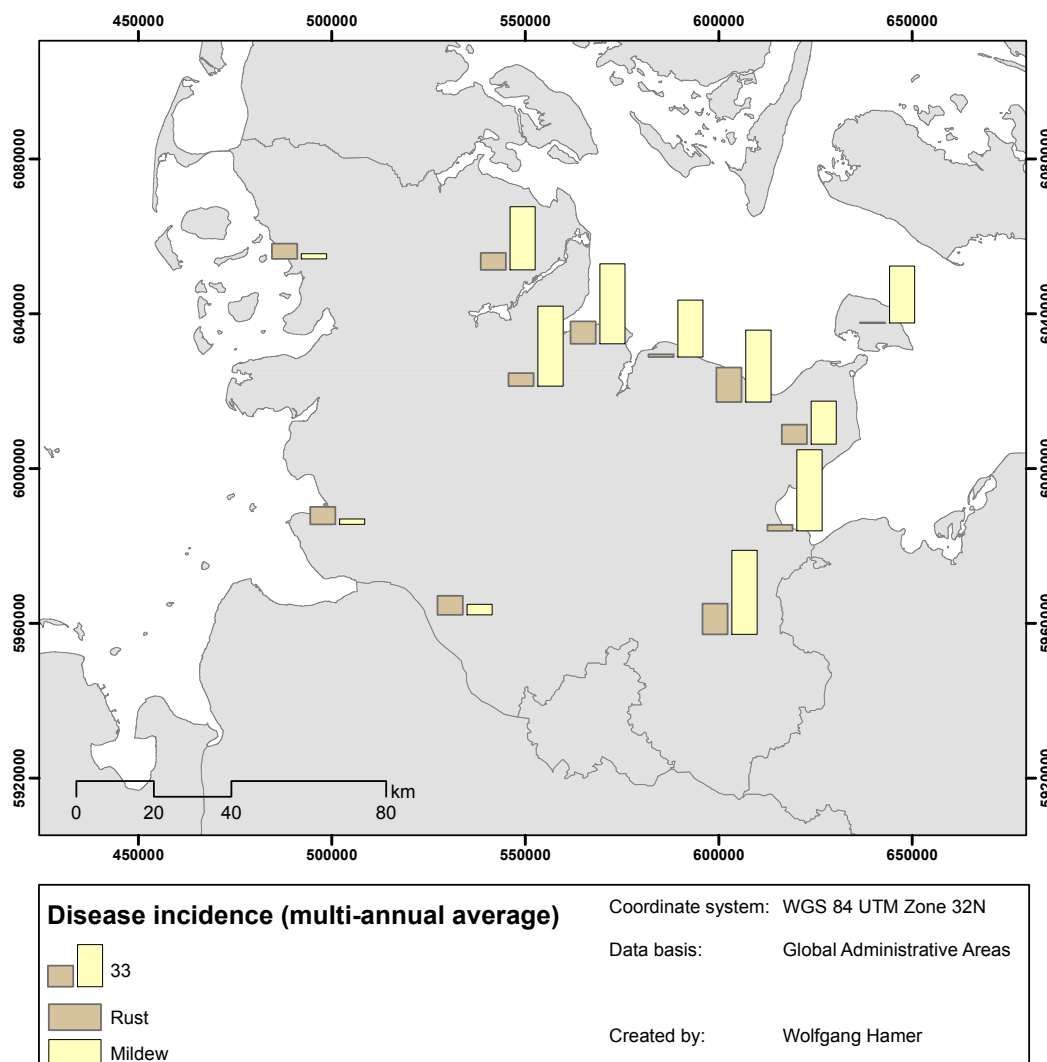 450000 500000 550000 600000 650000
6080000 6080000
6040000 6040000
6000000 6000000
5960000 5960000
5920000 5920000
km
0 20 40 80
450000 500000 550000 600000 650000
Disease incidence (multi-annual average)
33
Rust
Mildew
Coordinate system: WGS 84 UTM Zone 32N
Data basis: Global Administrative Areas
Created by: Wolfgang Hamer